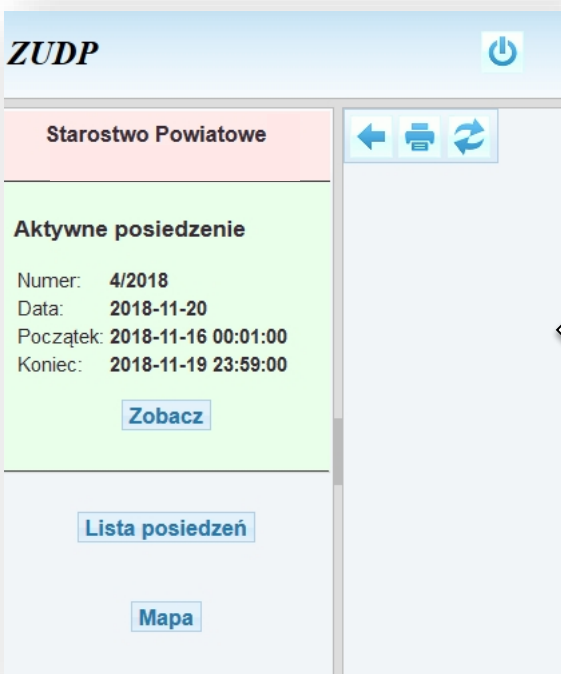 ZUDP
Starostwo Powiatowe
Aktywne posiedzenie
Numer: 4/2018
Data: 2018-11-20
Początek: 2018-11-16 00:01:00
Koniec: 2018-11-19 23:59:00
Zobacz
Lista posiedzeń
Mapa